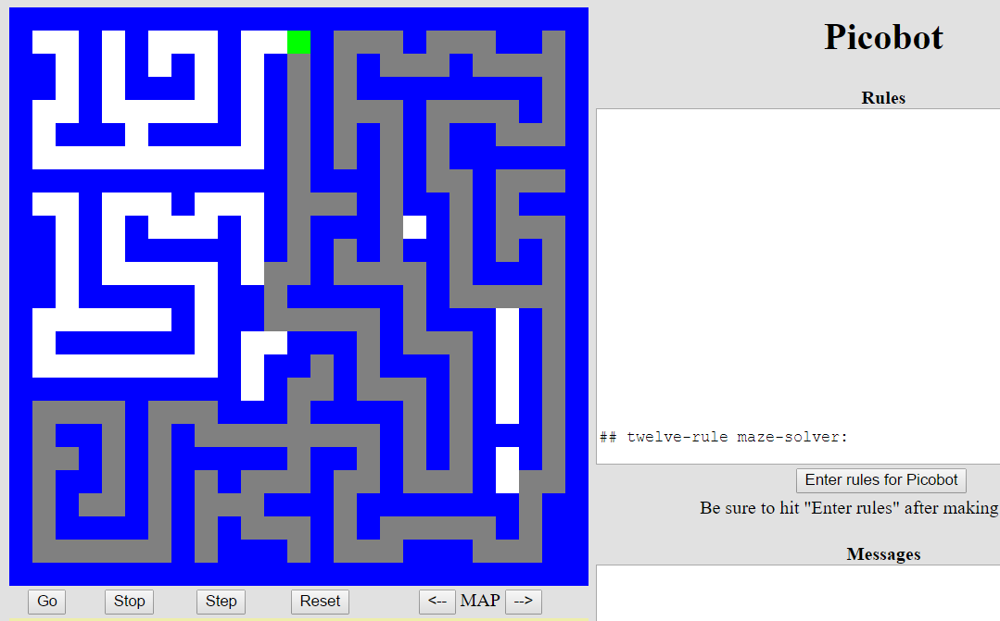 Picobot
Rules
## twelve-rule maze-solver:
Enter rules for Picobot
Be sure to hit "Enter rules" after making
Messages
Go Stop Step Reset <-- MAP -->